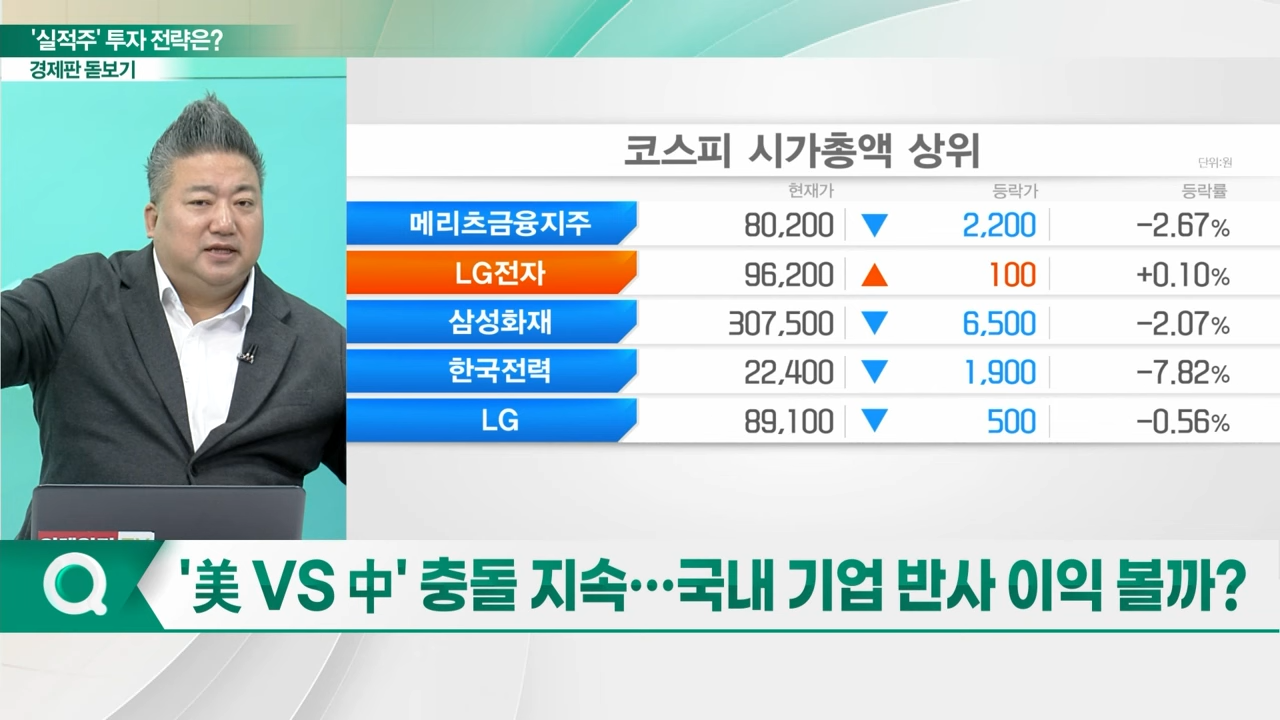 '실적주' 투자 전략은?
경제판 돋보기
코스피 시가총액 상위
단위:원
현재가 등락가 등락률
메리츠금융지주 80,200 ▼ 2,200 -2.67%
LG전자 96,200 ▲ 100 +0.10%
삼성화재 307,500 ▼ 6,500 -2.07%
한국전력 22,400 ▼ 1,900 -7.82%
LG 89,100 ▼ 500 -0.56%
'美 VS 中' 충돌 지속…국내 기업 반사 이익 볼까?